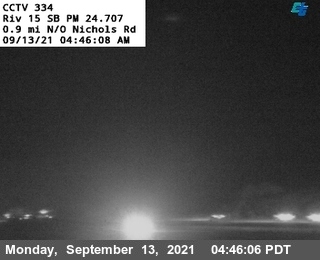 CCTV 334
Riv 15 SB PM 24.707
0.9 mi N/O Nichols Rd
09/13/21 04:46:08 AM
Monday, September 13, 2021 04:46:06 PDT